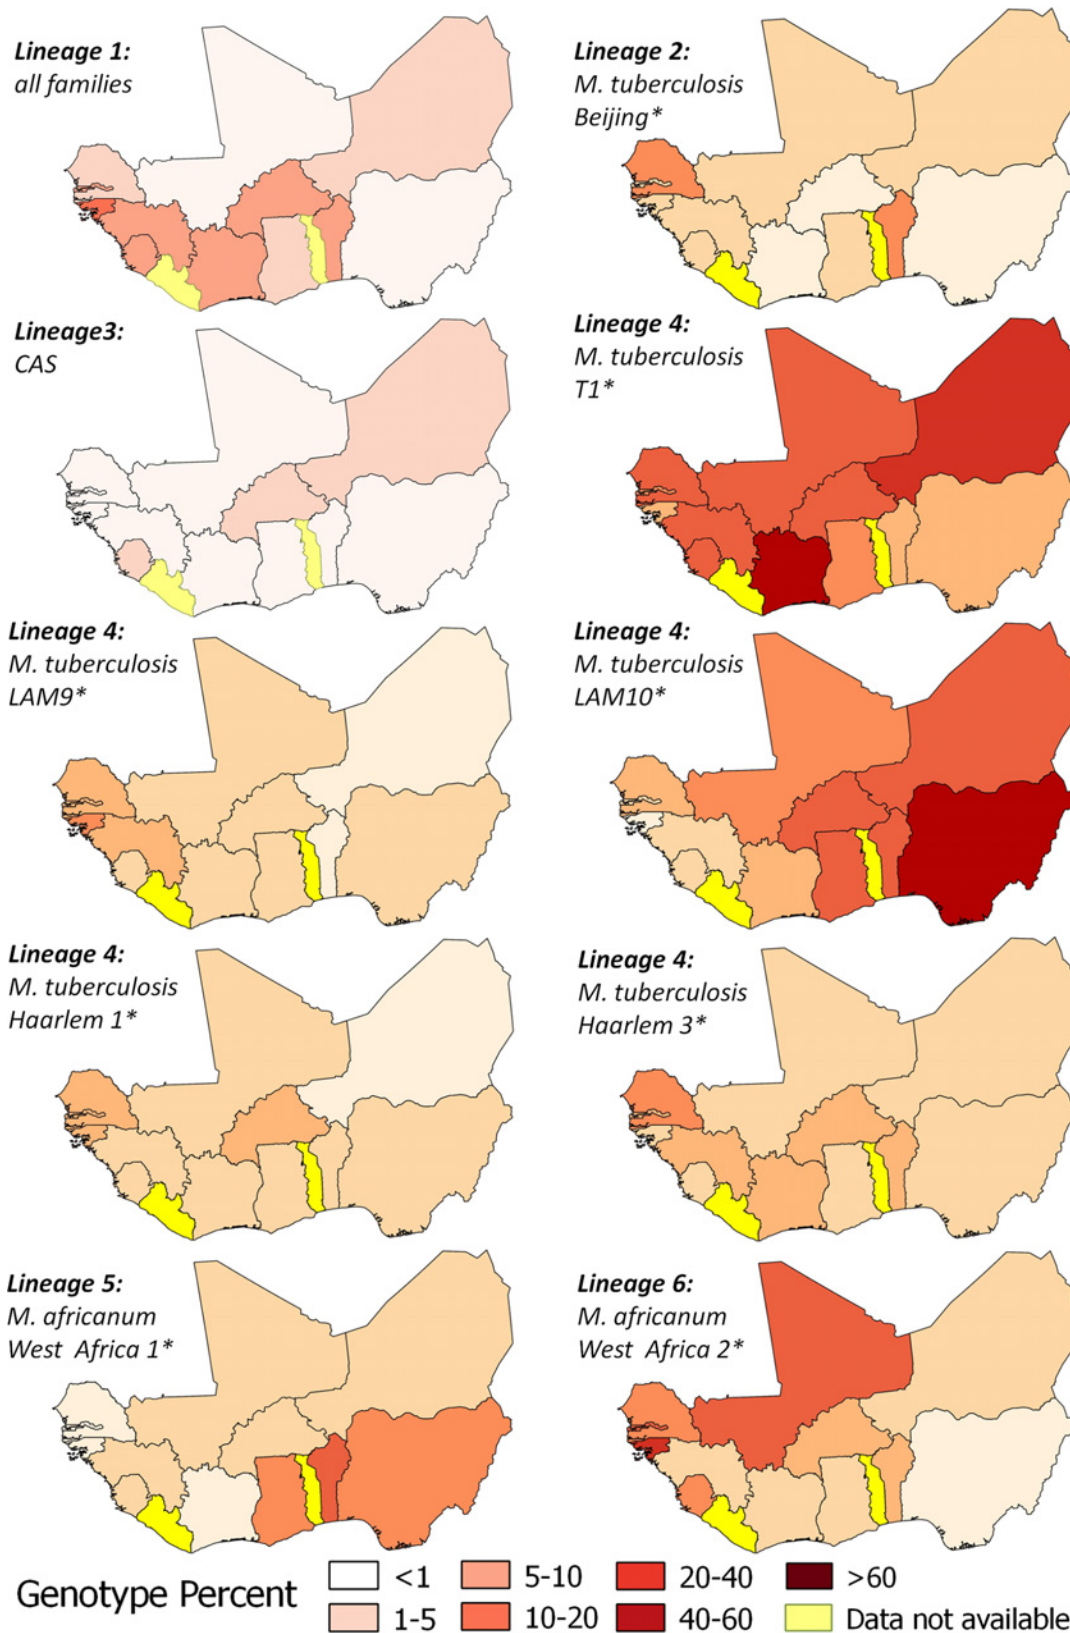 Lineage 1:
all families
Lineage 2:
M. tuberculosis
Beijing*
Lineage3:
CAS
Lineage 4:
M. tuberculosis
T1*
Lineage 4:
M. tuberculosis
LAM9*
Lineage 4:
M. tuberculosis
LAM10*
Lineage 4:
M. tuberculosis
Haarlem 1*
Lineage 4:
M. tuberculosis
Haarlem 3*
Lineage 5:
M. africanum
West Africa 1*
Lineage 6:
M. africanum
West Africa 2*
Genotype Percent
<1
5-10
20-40
>60
1-5
10-20
40-60
Data not available